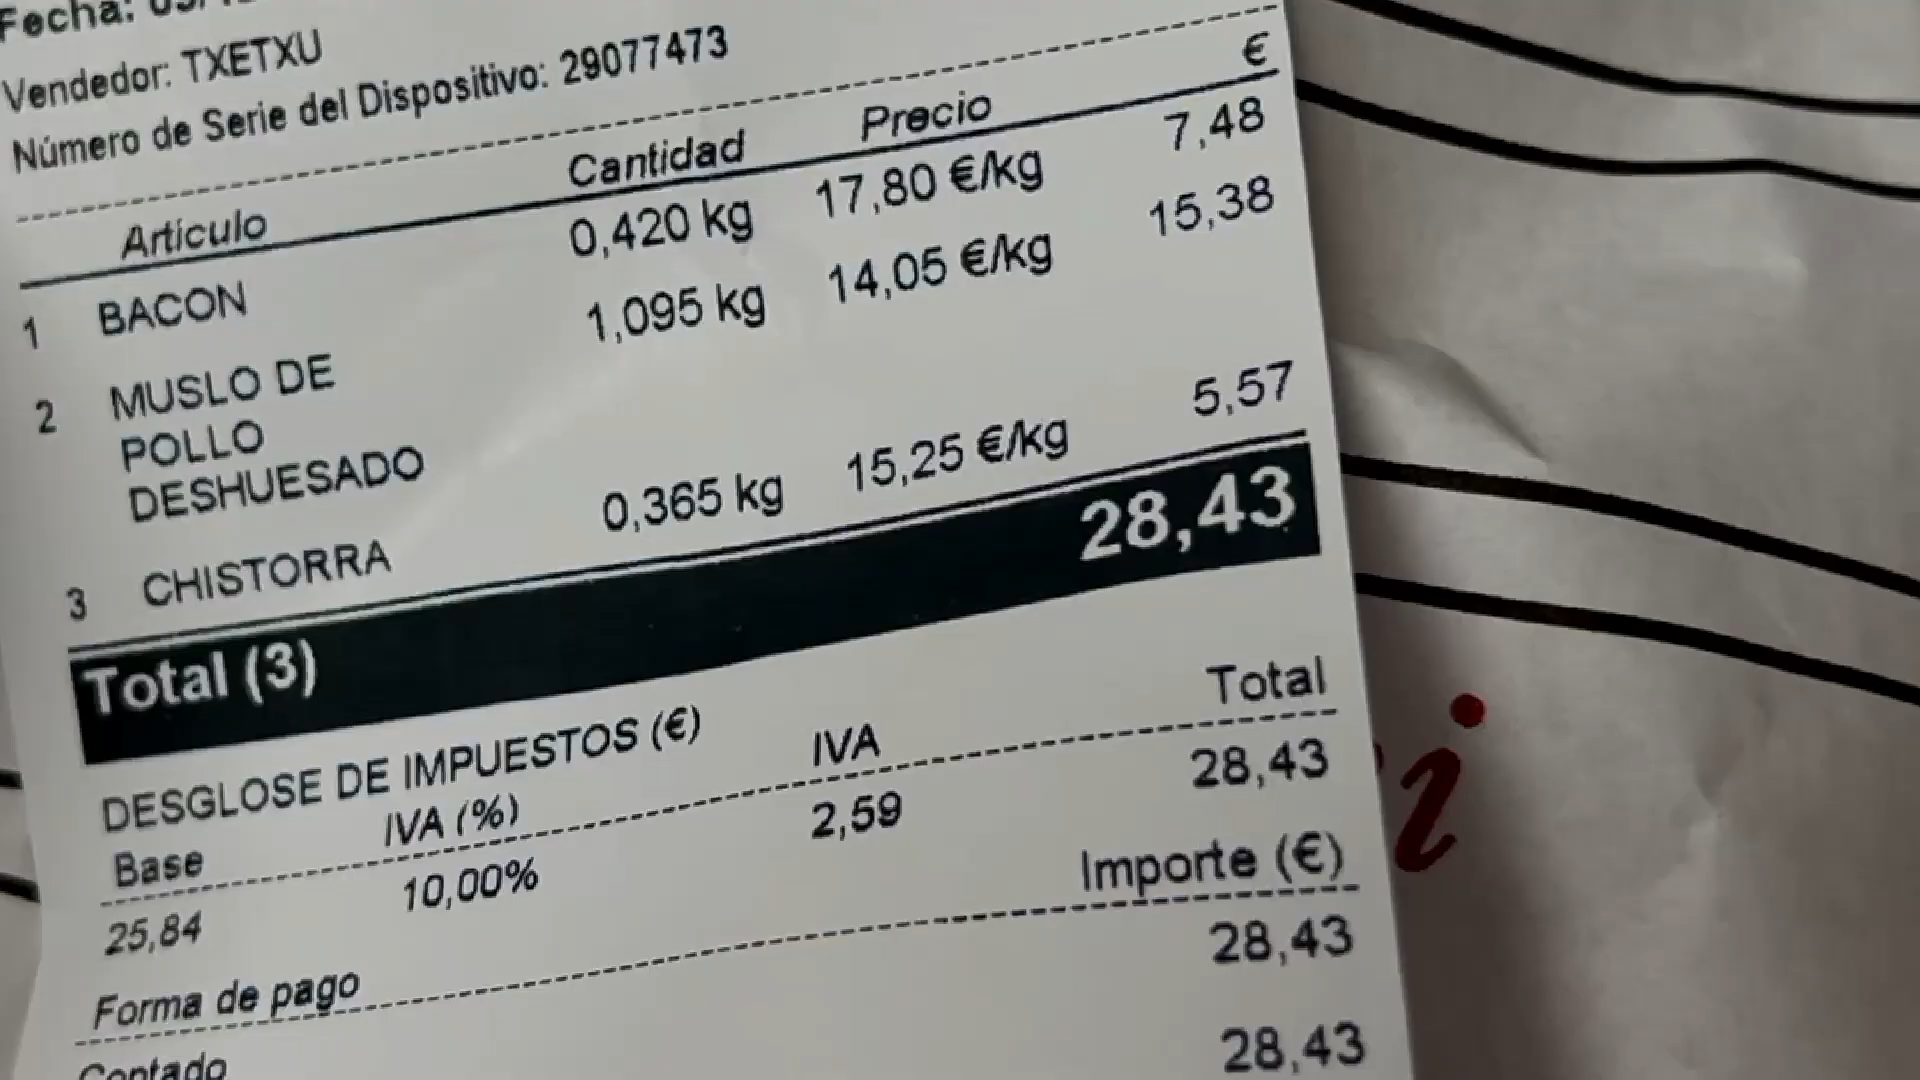 Fecha:
Vendedor: TXETXU
Número de Serie del Dispositivo: 29077473
Artículo Cantidad Precio €
1 BACON 0,420 kg 17,80 €/kg 7,48
2 MUSLO DE 1,095 kg 14,05 €/kg 15,38
POLLO
DESHUESADO
3 CHISTORRA 0,365 kg 15,25 €/kg 5,57
Total (3) 28,43
DESGLOSE DE IMPUESTOS (€)
Base IVA (%) IVA Total
25,84 10,00% 2,59 28,43
Forma de pago Importe (€)
Contado 28,43
28,43
i